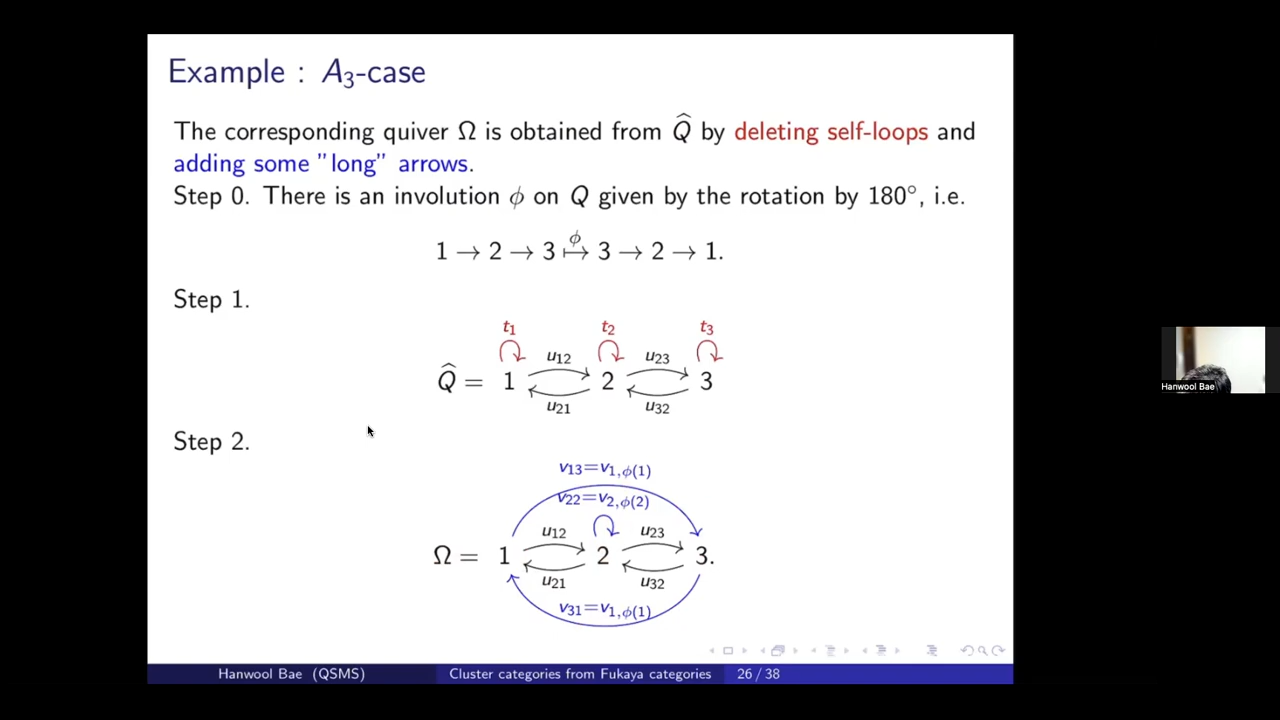 Example : A₃-case
The corresponding quiver Ω is obtained from Q̂ by deleting self-loops and
adding some "long" arrows.
Step 0. There is an involution ϕ on Q given by the rotation by 180°, i.e.
1 → 2 → 3 ↦^ϕ 3 → 2 → 1.
Step 1.
t₁ t₂ t₃
u₁₂ u₂₃
Q̂ = 1 2 3
u₂₁ u₃₂
Step 2.
v₁₃=v₁,ϕ(1)
v₂₂=v₂,ϕ(2)
u₁₂ u₂₃
Ω = 1 2 3.
u₂₁ u₃₂
v₃₁=v₁,ϕ(1)
Hanwool Bae (QSMS) Cluster categories from Fukaya categories 26 / 38
Hanwool Bae